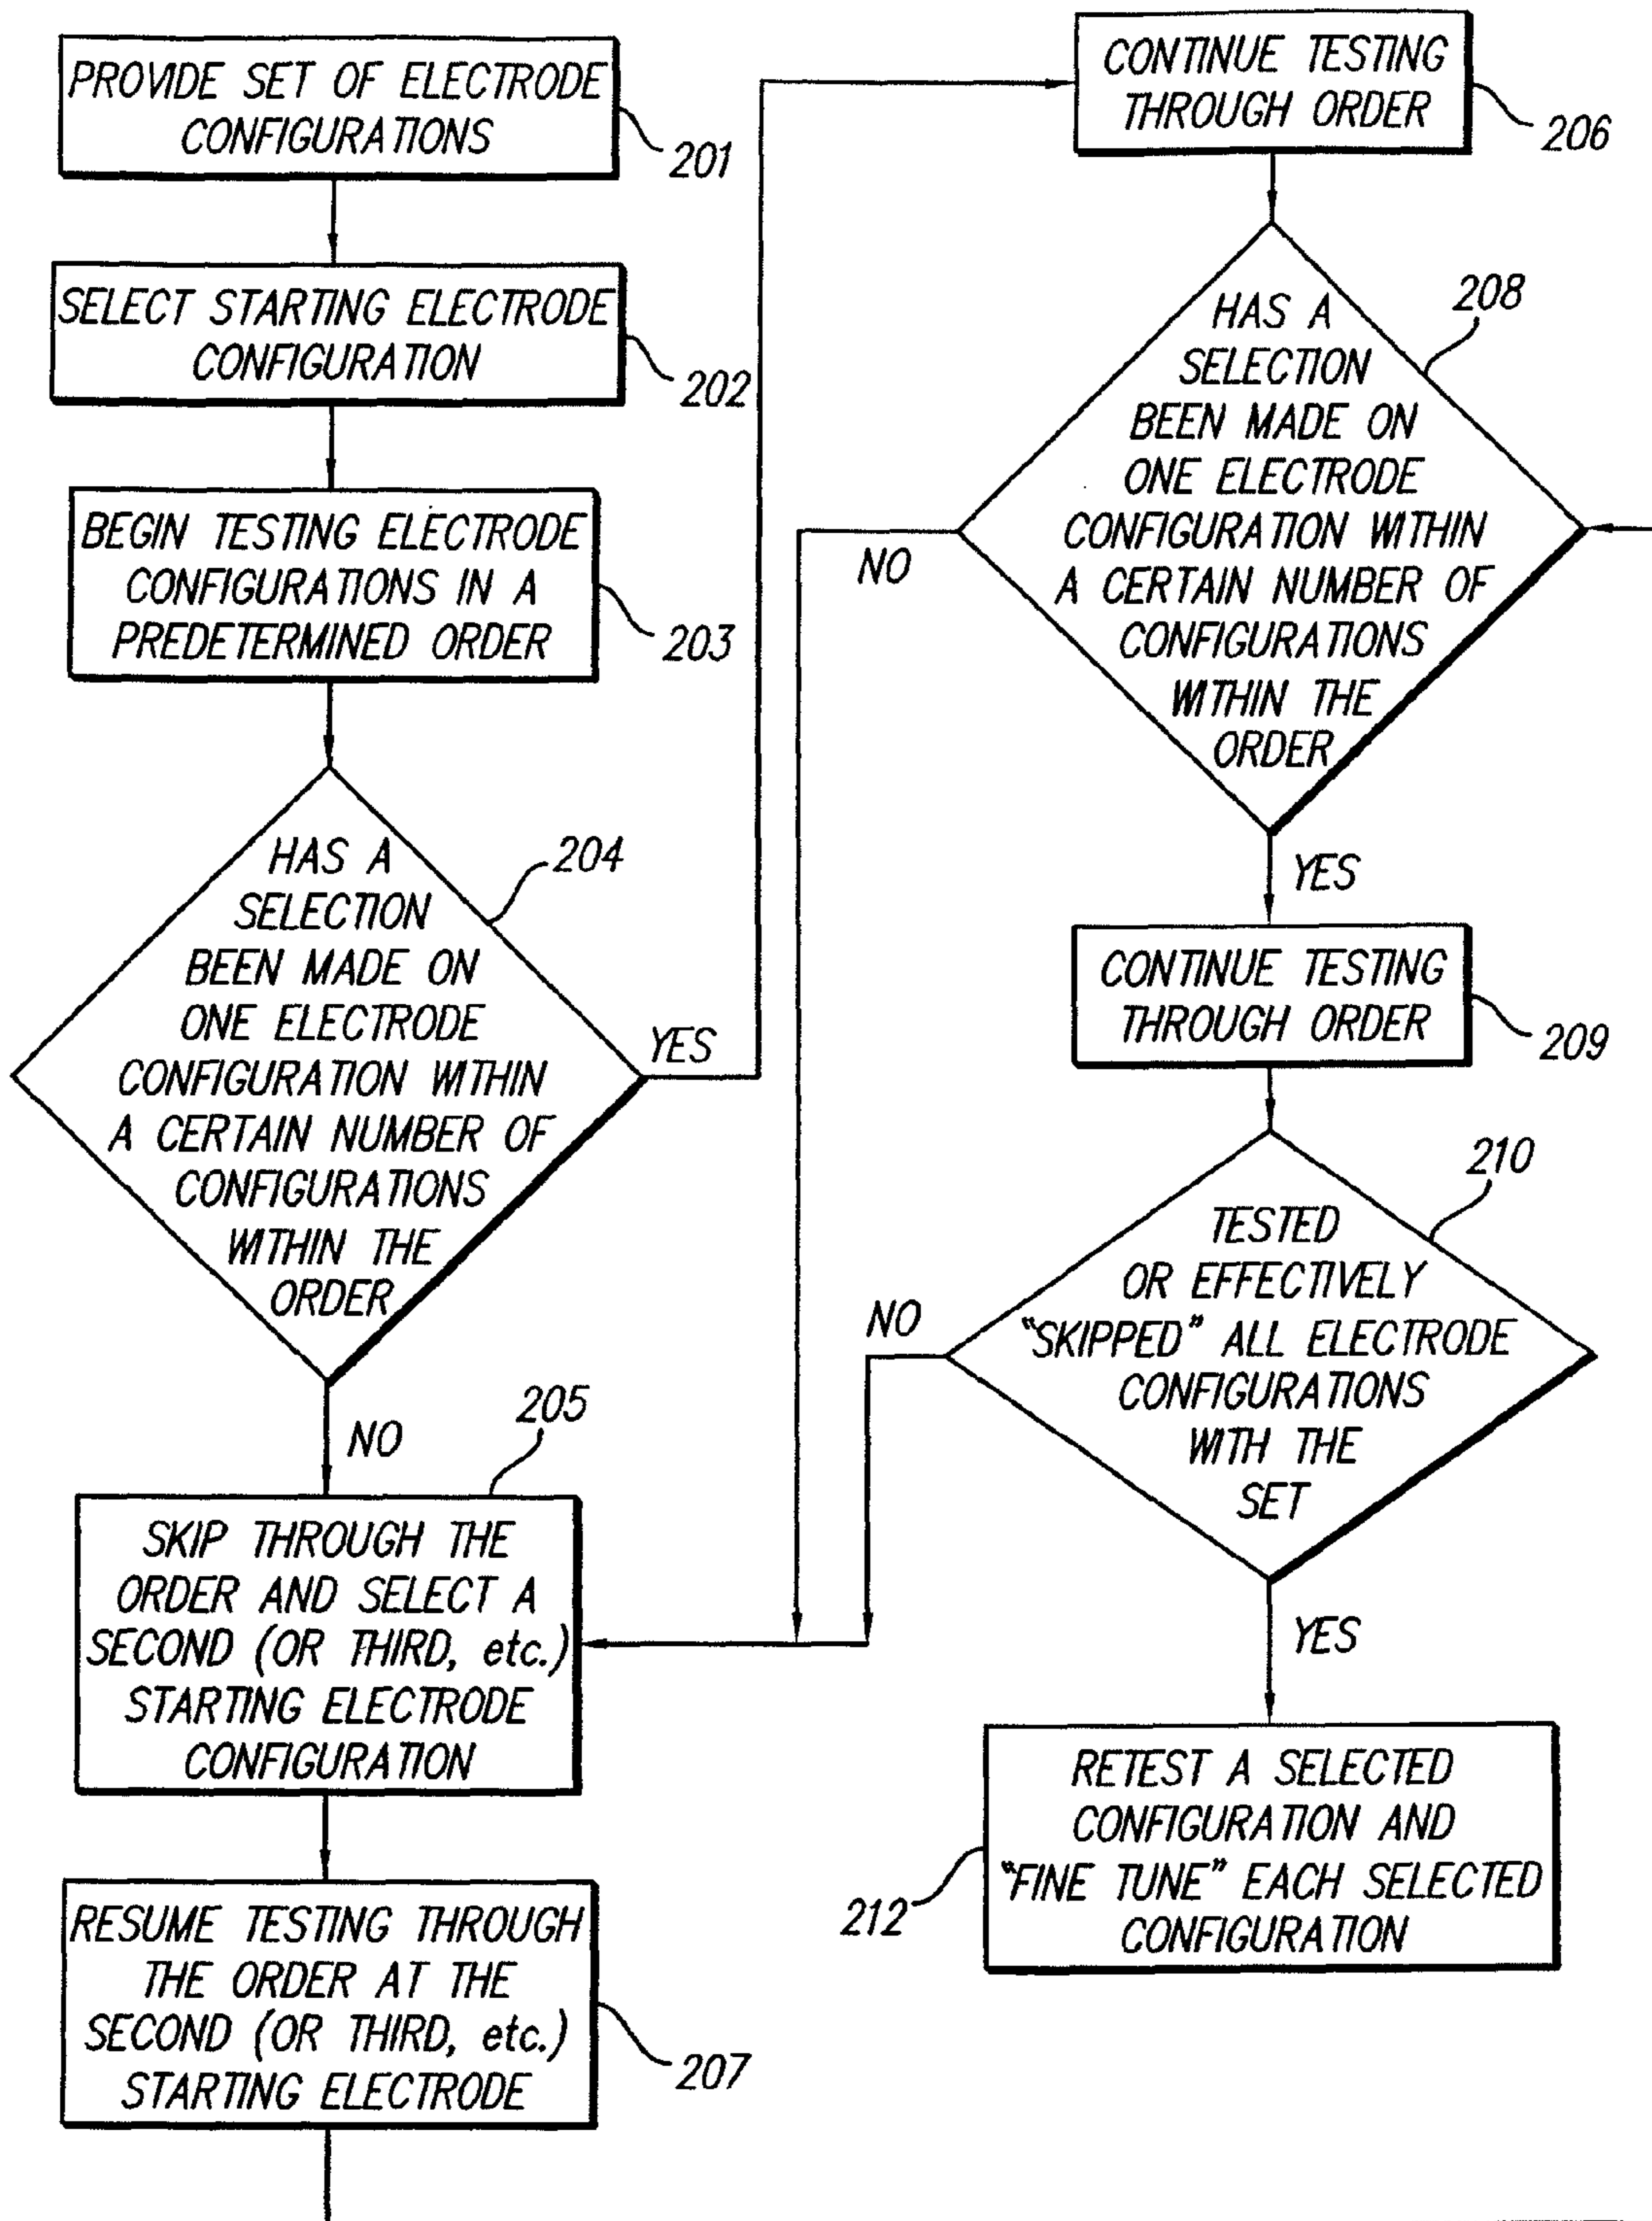 PROVIDE SET OF ELECTRODE
CONFIGURATIONS
201
SELECT STARTING ELECTRODE
CONFIGURATION
202
BEGIN TESTING ELECTRODE
CONFIGURATIONS IN A
PREDETERMINED ORDER
203
HAS A
SELECTION
BEEN MADE ON
ONE ELECTRODE
CONFIGURATION WITHIN
A CERTAIN NUMBER OF
CONFIGURATIONS
WITHIN THE
ORDER
204
YES
NO
205
SKIP THROUGH THE
ORDER AND SELECT A
SECOND (OR THIRD, etc.)
STARTING ELECTRODE
CONFIGURATION
RESUME TESTING THROUGH
THE ORDER AT THE
SECOND (OR THIRD, etc.)
STARTING ELECTRODE
207
CONTINUE TESTING
THROUGH ORDER
206
HAS A
SELECTION
BEEN MADE ON
ONE ELECTRODE
CONFIGURATION WITHIN
A CERTAIN NUMBER OF
CONFIGURATIONS
WITHIN THE
ORDER
208
NO
YES
CONTINUE TESTING
THROUGH ORDER
209
TESTED
OR EFFECTIVELY
"SKIPPED" ALL ELECTRODE
CONFIGURATIONS
WITH THE
SET
210
NO
YES
RETEST A SELECTED
CONFIGURATION AND
"FINE TUNE" EACH SELECTED
CONFIGURATION
212